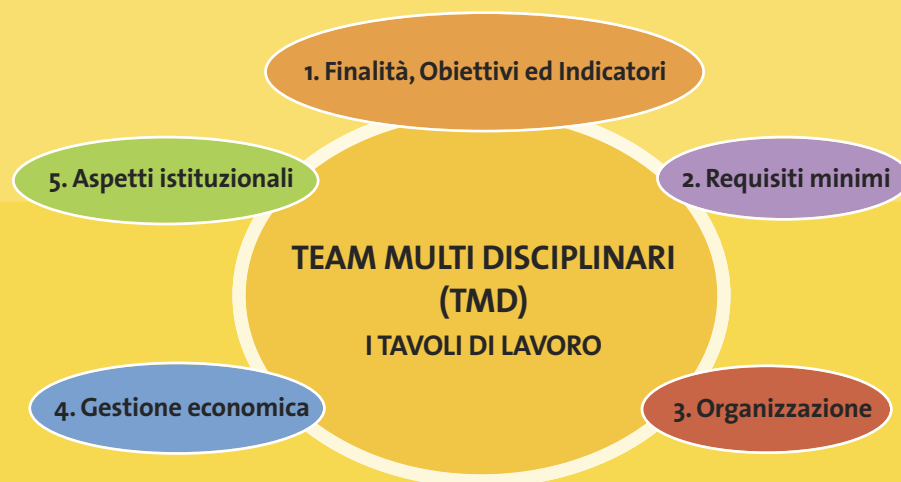 1. Finalità, Obiettivi ed Indicatori
5. Aspetti istituzionali
2. Requisiti minimi
TEAM MULTI DISCIPLINARI
(TMD)
I TAVOLI DI LAVORO
4. Gestione economica
3. Organizzazione